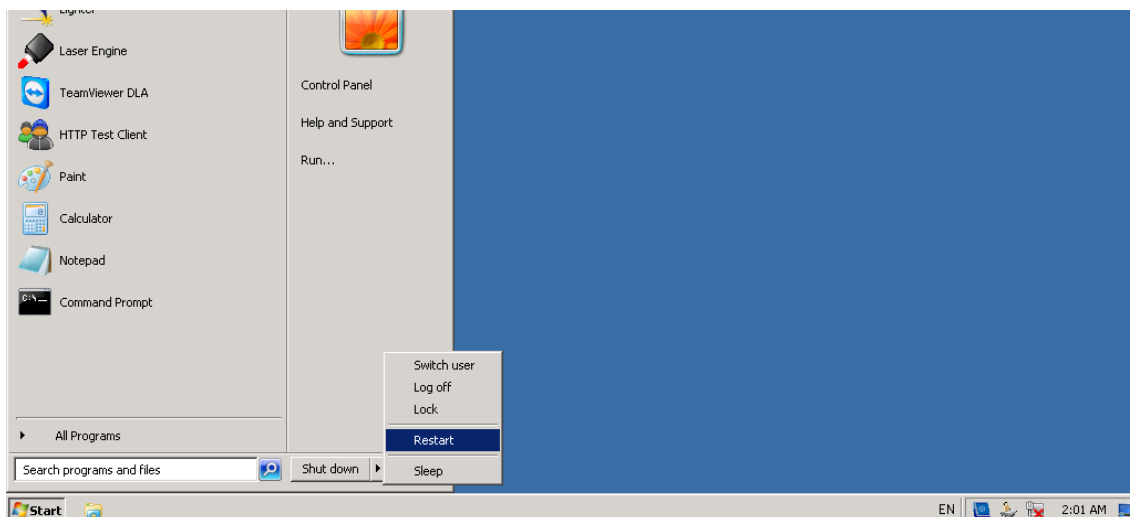 Lighter
Laser Engine
TeamViewer DLA
HTTP Test Client
Paint
Calculator
Notepad
C:\_
Command Prompt
All Programs
Search programs and files
Control Panel
Help and Support
Run...
Shut down
Switch user
Log off
Lock
Restart
Sleep
Start
EN
2:01 AM